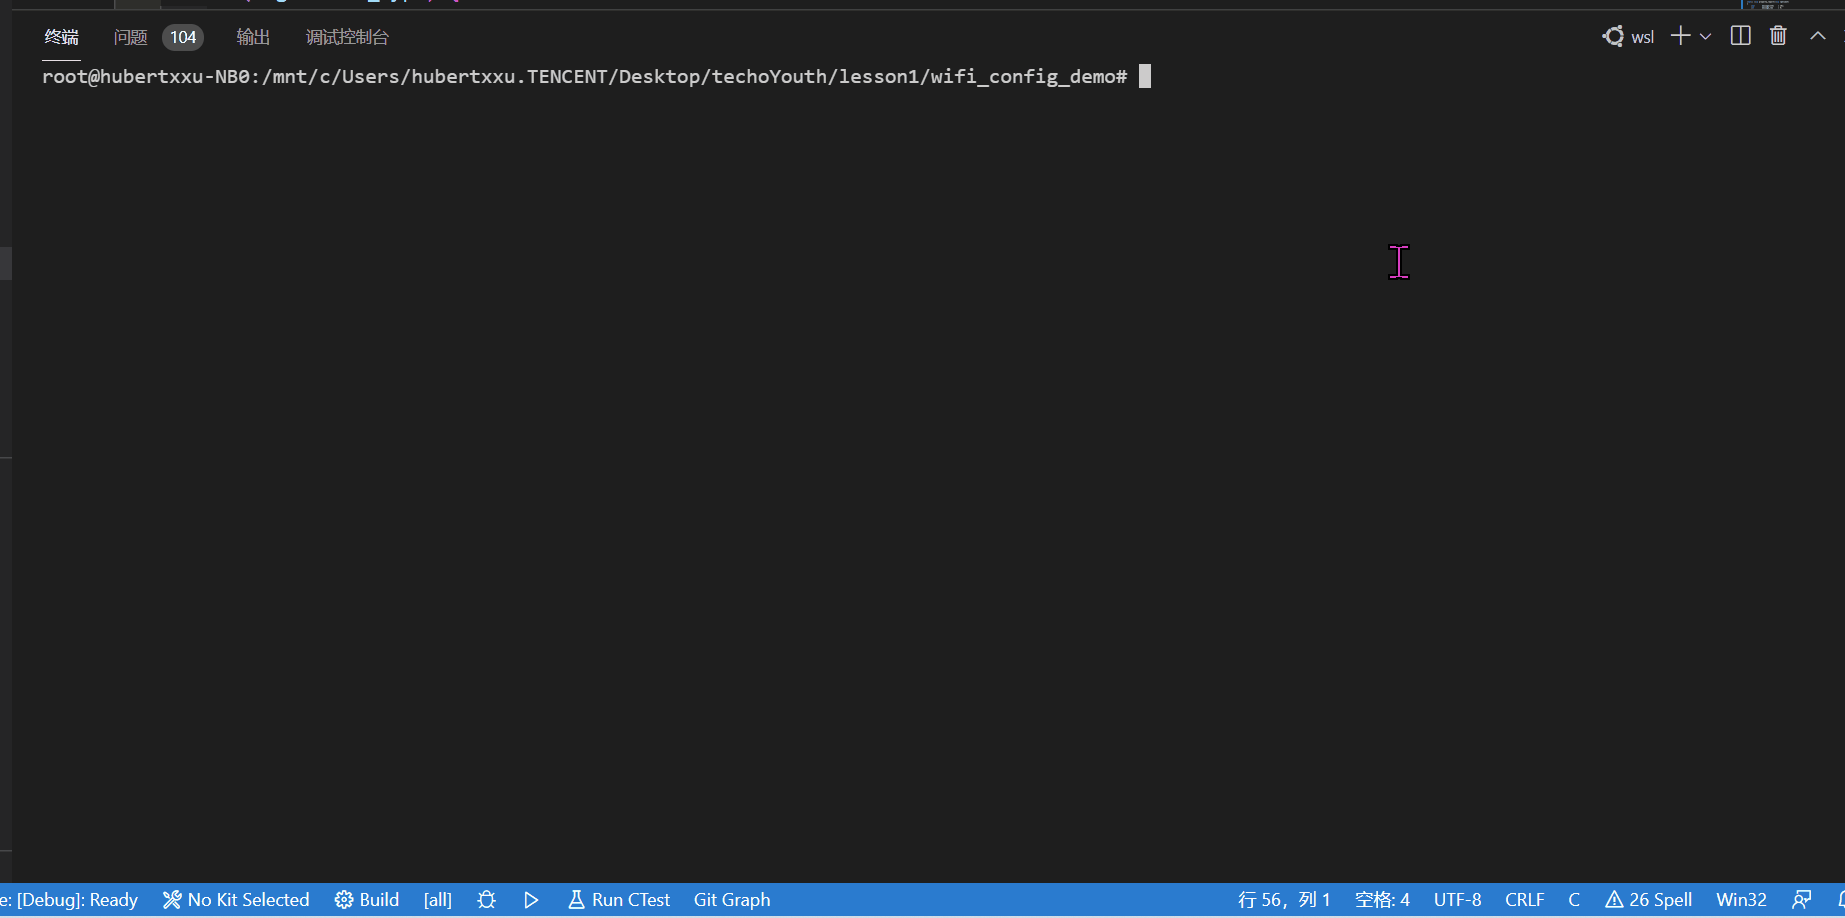 终端 问题 104 输出 调试控制台 wsl
root@hubertxxu-NB0:/mnt/c/Users/hubertxxu.TENCENT/Desktop/techoYouth/lesson1/wifi_config_demo#
e: [Debug]: Ready No Kit Selected Build [all] Run CTest Git Graph 行 56，列 1 空格: 4 UTF-8 CRLF C 26 Spell Win32